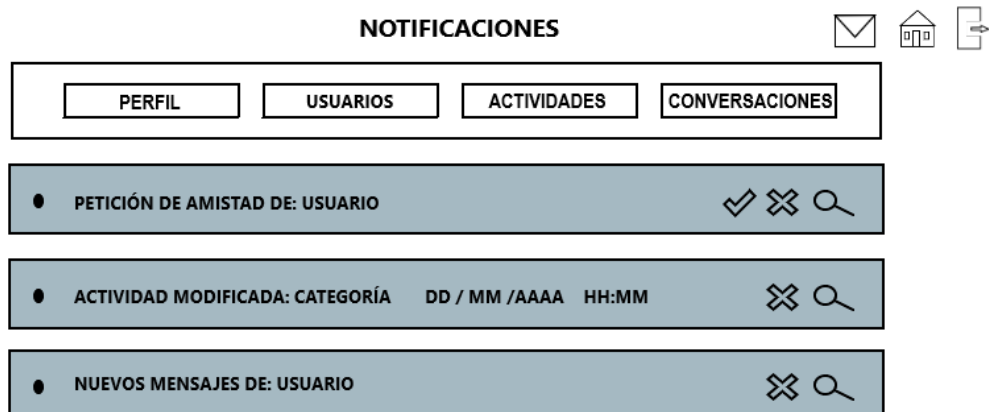 NOTIFICACIONES
PERFIL USUARIOS ACTIVIDADES CONVERSACIONES
PETICIÓN DE AMISTAD DE: USUARIO
ACTIVIDAD MODIFICADA: CATEGORÍA DD / MM /AAAA HH:MM
NUEVOS MENSAJES DE: USUARIO